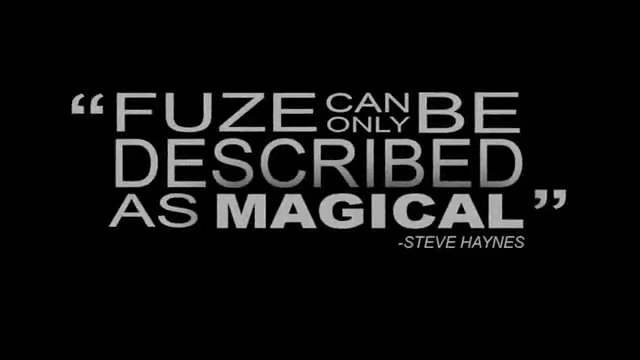 “FUZE CAN ONLY BE
DESCRIBED
AS MAGICAL”
-STEVE HAYNES